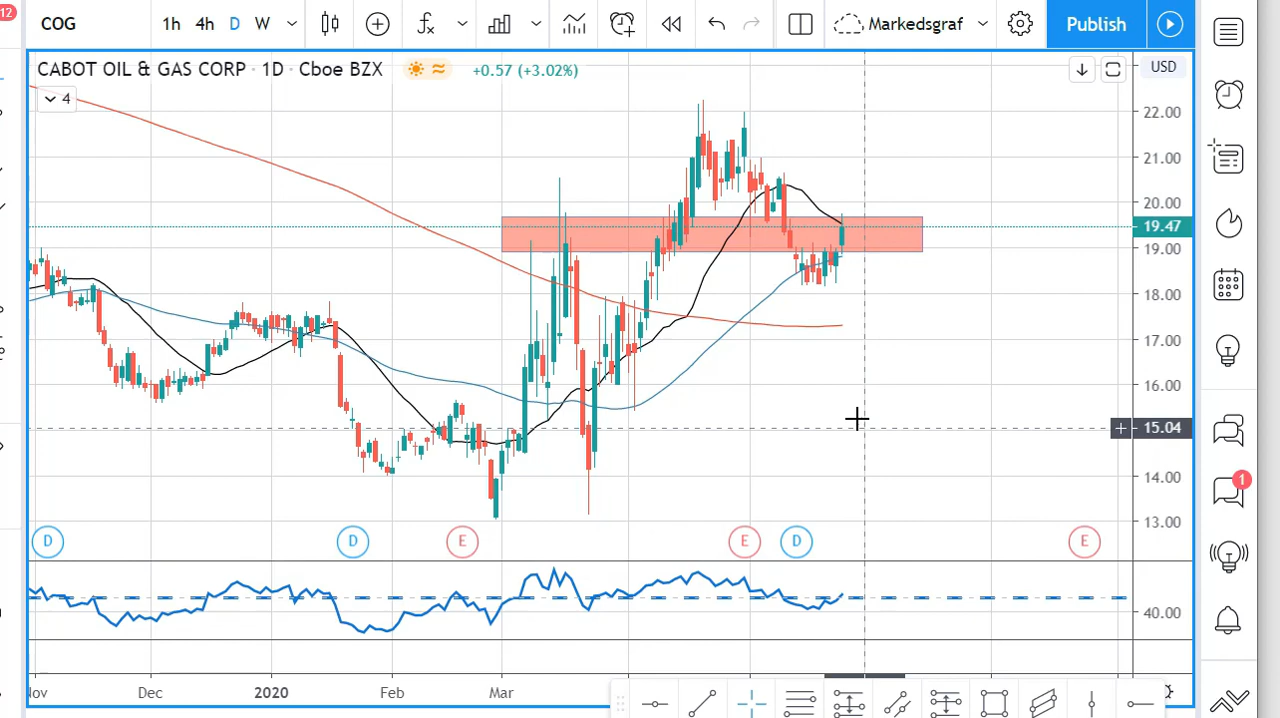 12
COG
1h 4h D W
Markedsgraf
Publish
CABOT OIL & GAS CORP · 1D · Cboe BZX
+0.57 (+3.02%)
USD
4
22.00
21.00
20.00
19.47
19.00
18.00
17.00
16.00
15.04
14.00
13.00
1
D D E E D E
40.00
Nov Dec 2020 Feb Mar